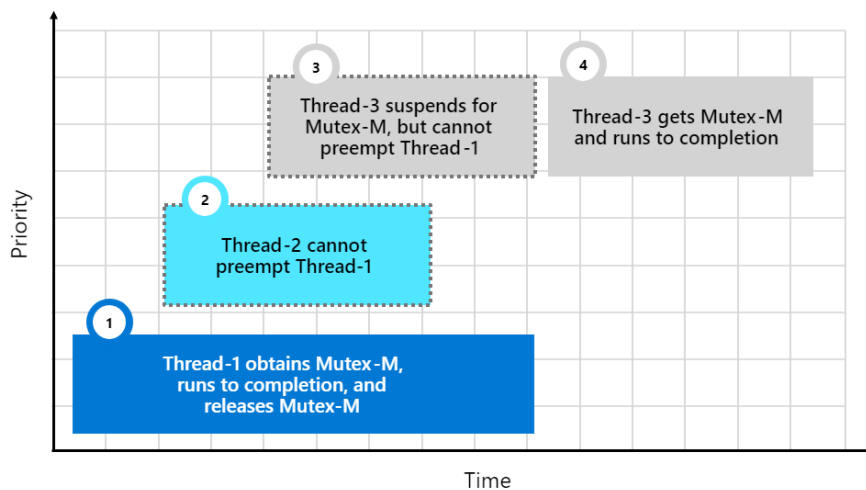 3
4
Thread-3 suspends for
Mutex-M, but cannot
preempt Thread-1
Thread-3 gets Mutex-M
and runs to completion
2
Thread-2 cannot
preempt Thread-1
1
Thread-1 obtains Mutex-M,
runs to completion, and
releases Mutex-M
Priority
Time